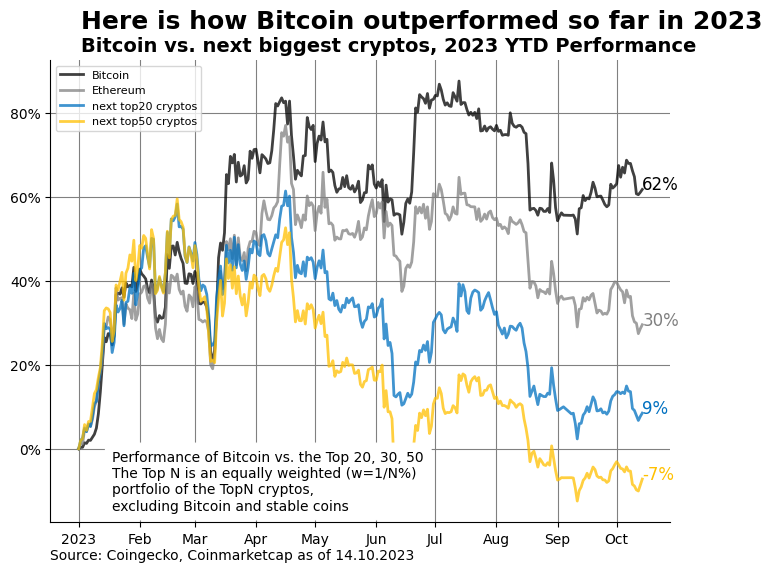 Here is how Bitcoin outperformed so far in 2023
Bitcoin vs. next biggest cryptos, 2023 YTD Performance
Bitcoin
Ethereum
next top20 cryptos
next top50 cryptos
80%
60%
40%
20%
0%
62%
30%
9%
-7%
Performance of Bitcoin vs. the Top 20, 30, 50
The Top N is an equally weighted (w=1/N%)
portfolio of the TopN cryptos,
excluding Bitcoin and stable coins
2023 Feb Mar Apr May Jun Jul Aug Sep Oct
Source: Coingecko, Coinmarketcap as of 14.10.2023